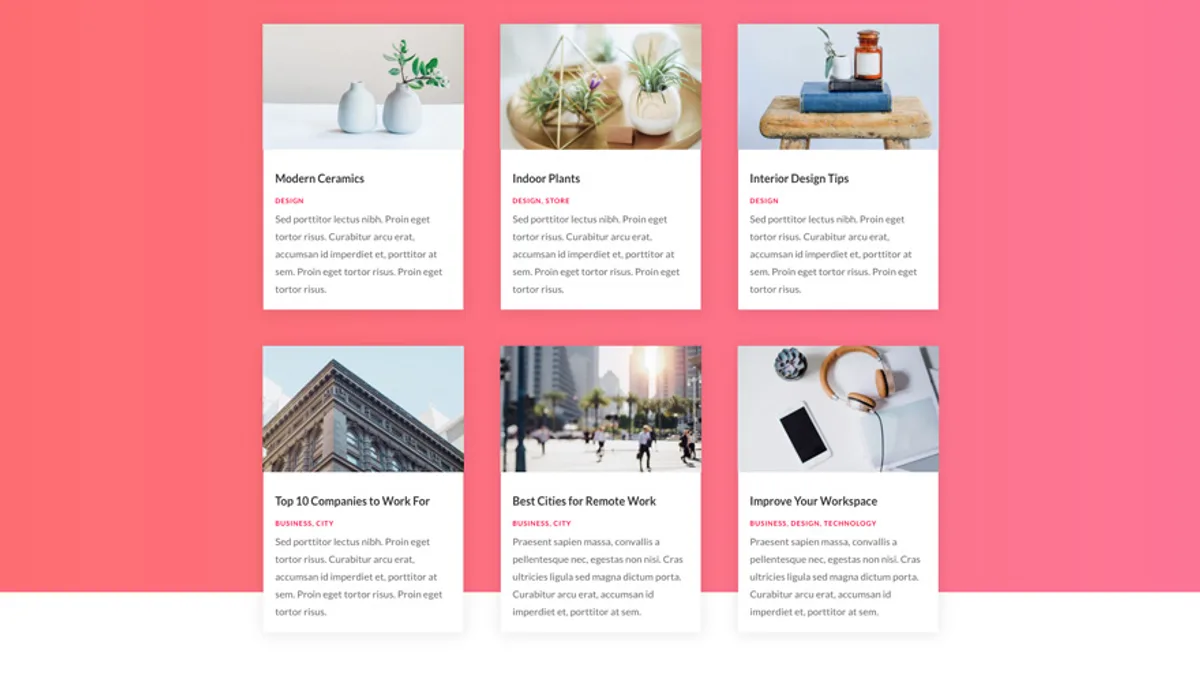 Modern Ceramics
DESIGN
Sed porttitor lectus nibh. Proin eget
tortor risus. Curabitur arcu erat,
accumsan id imperdiet et, porttitor at
sem. Proin eget tortor risus. Proin eget
tortor risus.
Indoor Plants
DESIGN, STORE
Sed porttitor lectus nibh. Proin eget
tortor risus. Curabitur arcu erat,
accumsan id imperdiet et, porttitor at
sem. Proin eget tortor risus. Proin eget
tortor risus.
Interior Design Tips
DESIGN
Sed porttitor lectus nibh. Proin eget
tortor risus. Curabitur arcu erat,
accumsan id imperdiet et, porttitor at
sem. Proin eget tortor risus. Proin eget
tortor risus.
Top 10 Companies to Work For
BUSINESS, CITY
Sed porttitor lectus nibh. Proin eget
tortor risus. Curabitur arcu erat,
accumsan id imperdiet et, porttitor at
sem. Proin eget tortor risus. Proin eget
tortor risus.
Best Cities for Remote Work
BUSINESS, CITY
Praesent sapien massa, convallis a
pellentesque nec, egestas non nisi. Cras
ultricies ligula sed magna dictum porta.
Curabitur arcu erat, accumsan id
imperdiet et, porttitor at sem.
Improve Your Workspace
BUSINESS, DESIGN, TECHNOLOGY
Praesent sapien massa, convallis a
pellentesque nec, egestas non nisi. Cras
ultricies ligula sed magna dictum porta.
Curabitur arcu erat, accumsan id
imperdiet et, porttitor at sem.